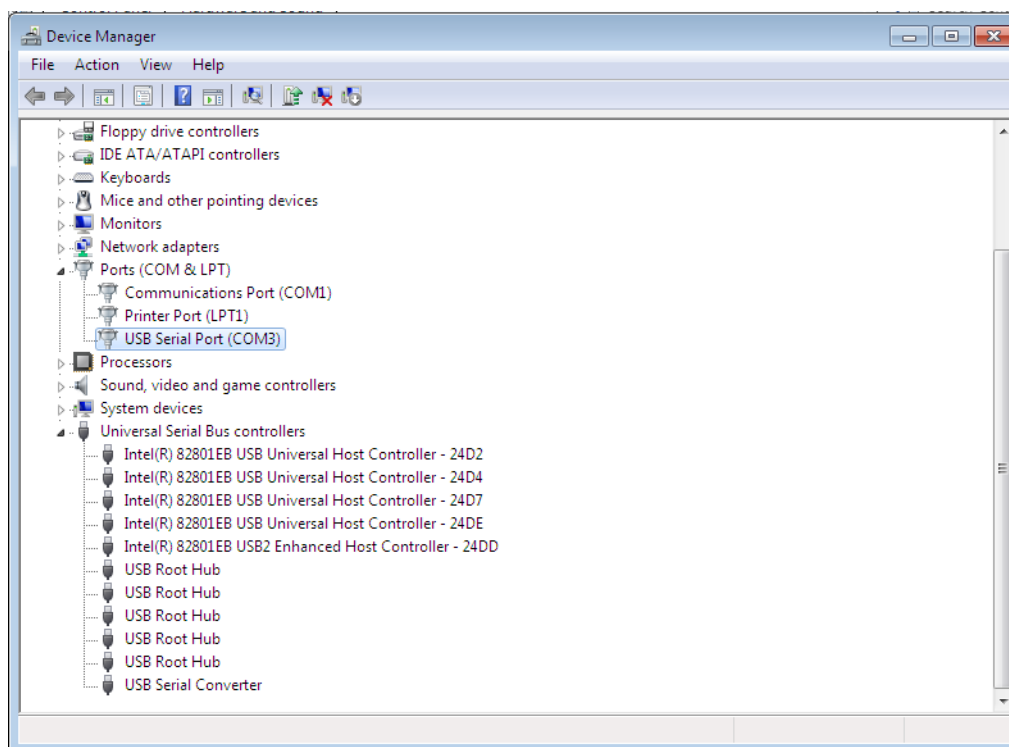 Device Manager
File Action View Help
Floppy drive controllers
IDE ATA/ATAPI controllers
Keyboards
Mice and other pointing devices
Monitors
Network adapters
Ports (COM & LPT)
Communications Port (COM1)
Printer Port (LPT1)
USB Serial Port (COM3)
Processors
Sound, video and game controllers
System devices
Universal Serial Bus controllers
Intel(R) 82801EB USB Universal Host Controller - 24D2
Intel(R) 82801EB USB Universal Host Controller - 24D4
Intel(R) 82801EB USB Universal Host Controller - 24D7
Intel(R) 82801EB USB Universal Host Controller - 24DE
Intel(R) 82801EB USB2 Enhanced Host Controller - 24DD
USB Root Hub
USB Root Hub
USB Root Hub
USB Root Hub
USB Root Hub
USB Serial Converter